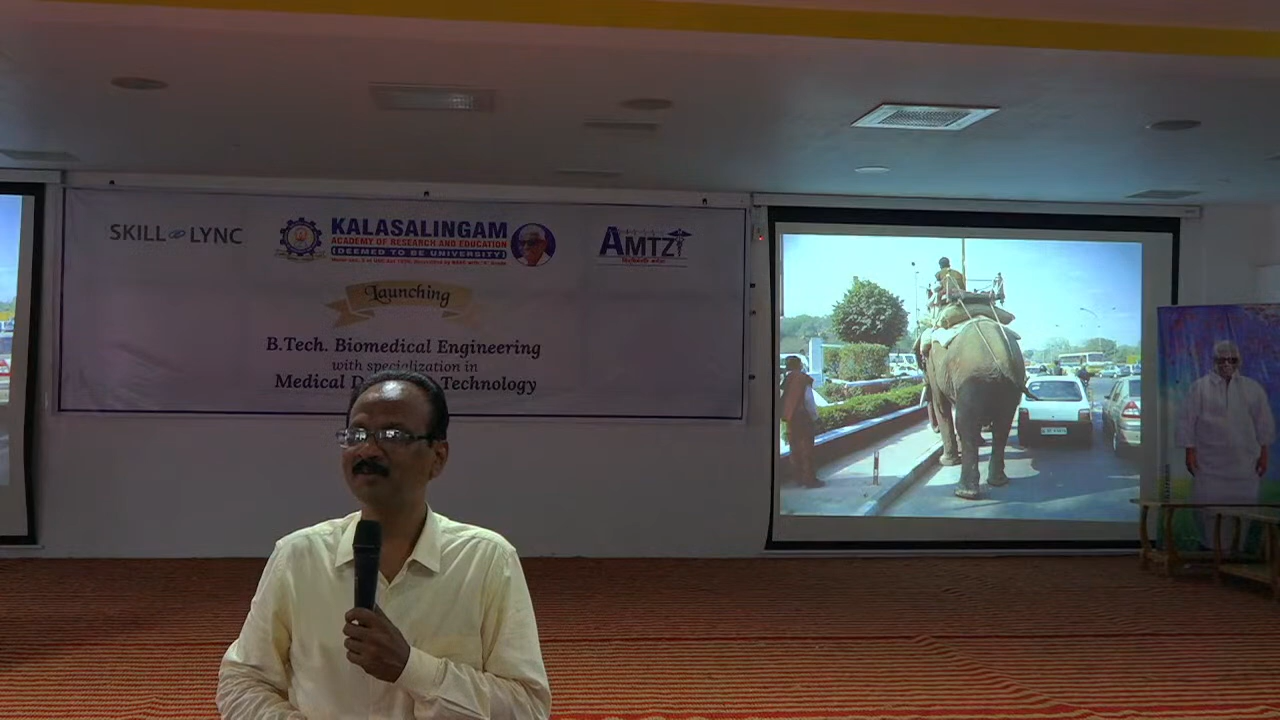 SKILL LYNC
KALASALINGAM
ACADEMY OF RESEARCH AND EDUCATION
(DEEMED TO BE UNIVERSITY)
AMTZ
Launching
B.Tech. Biomedical Engineering
with specialization in
Medical D Technology